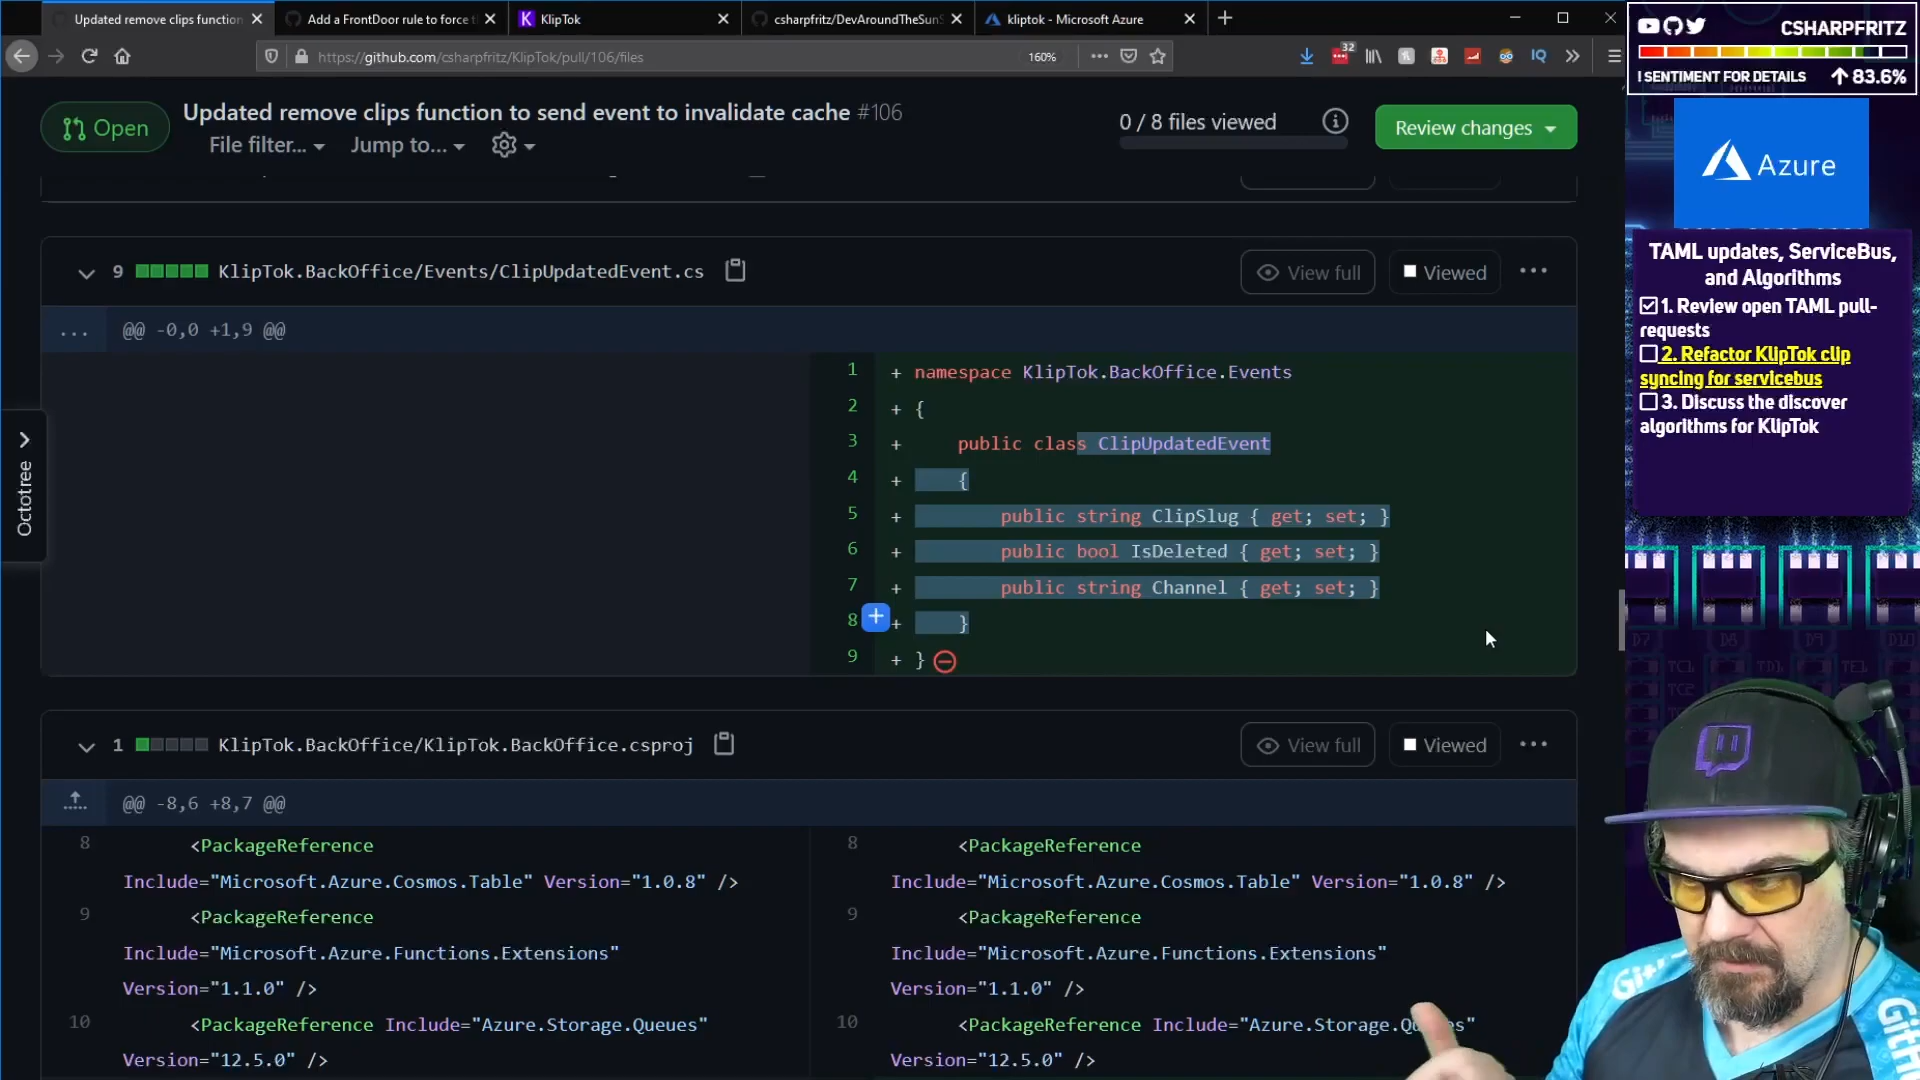 Updated remove clips function
Add a FrontDoor rule to force t
KlipTok
csharpfritz/DevAroundTheSunS
kliptok - Microsoft Azure
https://github.com/csharpfritz/KlipTok/pull/106/files
160%
32
CSHARPFRITZ
! SENTIMENT FOR DETAILS
83.6%
Open
Updated remove clips function to send event to invalidate cache #106
File filter...
Jump to...
0 / 8 files viewed
Review changes
Azure
TAML updates, ServiceBus,
and Algorithms
1. Review open TAML pull-
requests
2. Refactor KlipTok clip
syncing for servicebus
3. Discuss the discover
algorithms for KlipTok
Octotree
9 KlipTok.BackOffice/Events/ClipUpdatedEvent.cs
View full
Viewed
...
@@ -0,0 +1,9 @@
1 + namespace KlipTok.BackOffice.Events
2 + {
3 + public class ClipUpdatedEvent
4 + {
5 + public string ClipSlug { get; set; }
6 + public bool IsDeleted { get; set; }
7 + public string Channel { get; set; }
8 + }
9 + }
1 KlipTok.BackOffice/KlipTok.BackOffice.csproj
View full
Viewed
@@ -8,6 +8,7 @@
8 <PackageReference
Include="Microsoft.Azure.Cosmos.Table" Version="1.0.8" />
9 <PackageReference
Include="Microsoft.Azure.Functions.Extensions"
Version="1.1.0" />
10 <PackageReference Include="Azure.Storage.Queues"
Version="12.5.0" />
8 <PackageReference
Include="Microsoft.Azure.Cosmos.Table" Version="1.0.8" />
9 <PackageReference
Include="Microsoft.Azure.Functions.Extensions"
Version="1.1.0" />
10 <PackageReference
Version="12.5.0" />
D7
D8
D9
D10